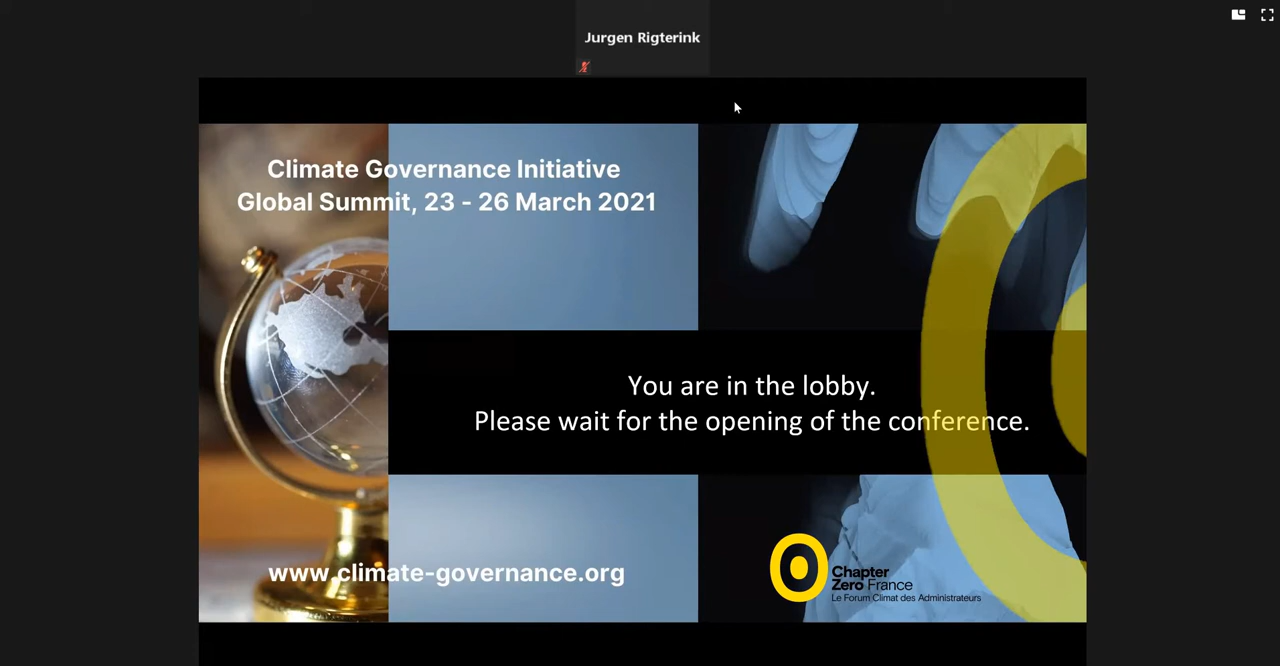 Jurgen Rigterink
Climate Governance Initiative
Global Summit, 23 - 26 March 2021
You are in the lobby.
Please wait for the opening of the conference.
www.climate-governance.org
Chapter
Zero France
Le Forum Climat des Administrateurs